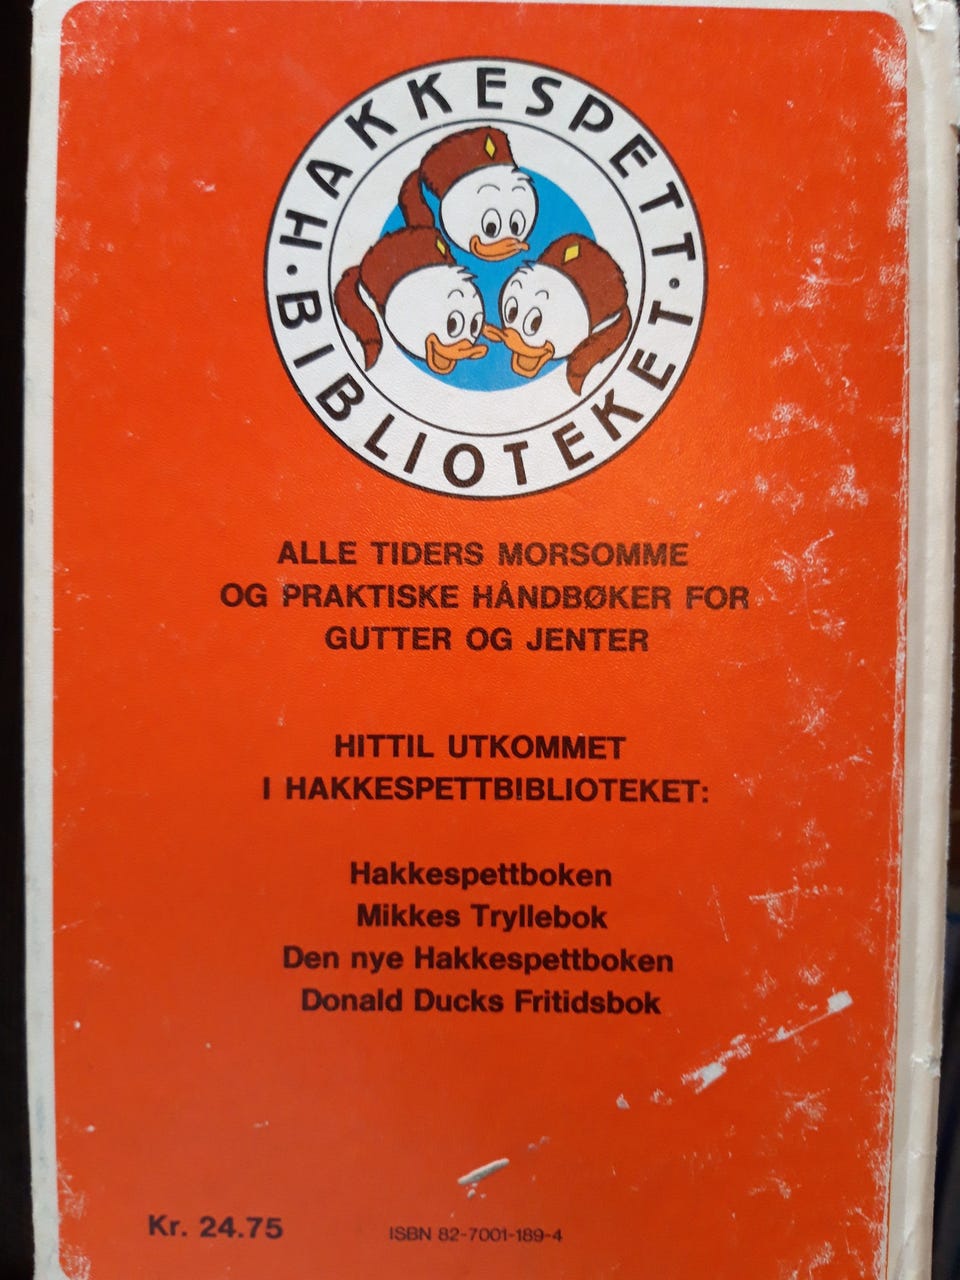 HAKKESPETT
· BIBLIOTEKET ·
ALLE TIDERS MORSOMME
OG PRAKTISKE HÅNDBØKER FOR
GUTTER OG JENTER
HITTIL UTKOMMET
I HAKKESPETTBIBLIOTEKET:
Hakkespettboken
Mikkes Tryllebok
Den nye Hakkespettboken
Donald Ducks Fritidsbok
Kr. 24.75
ISBN 82-7001-189-4